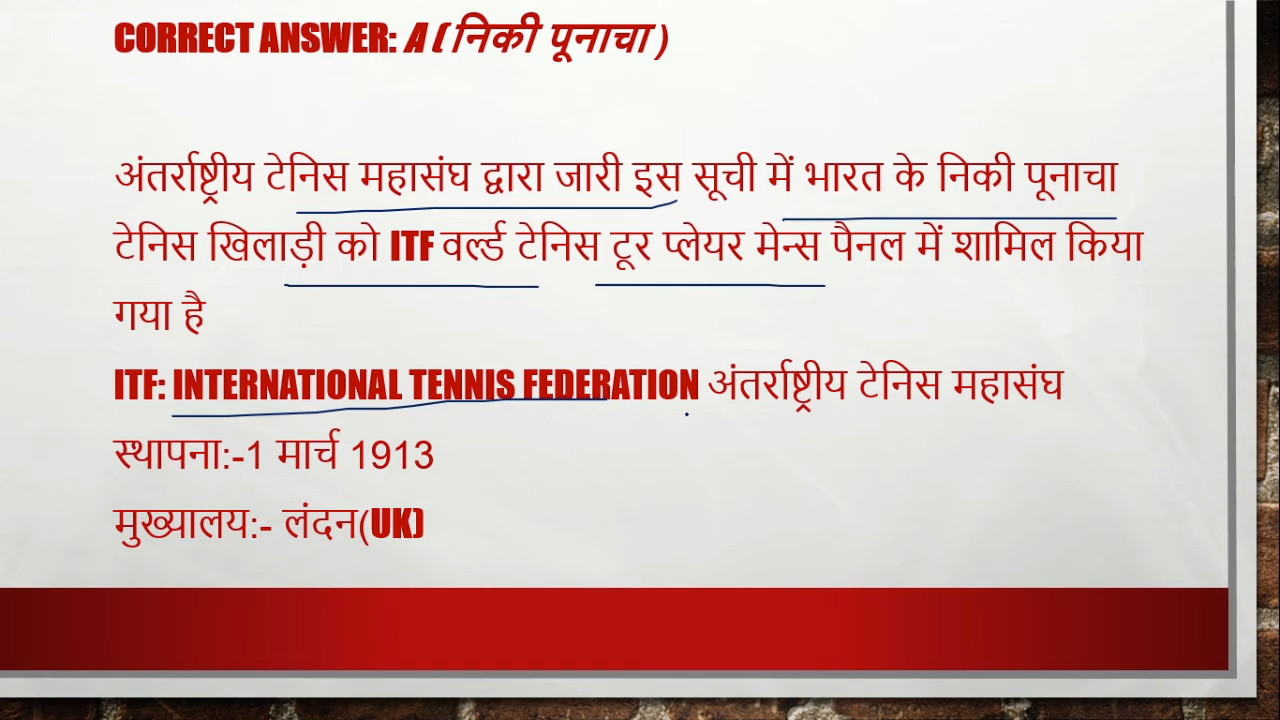 CORRECT ANSWER: A ( निकी पूनाचा )
अंतर्राष्ट्रीय टेनिस महासंघ द्वारा जारी इस सूची में भारत के निकी पूनाचा
टेनिस खिलाड़ी को ITF वर्ल्ड टेनिस टूर प्लेयर मेन्स पैनल में शामिल किया
गया है
ITF: INTERNATIONAL TENNIS FEDERATION अंतर्राष्ट्रीय टेनिस महासंघ
स्थापना:-1 मार्च 1913
मुख्यालय:- लंदन(UK)